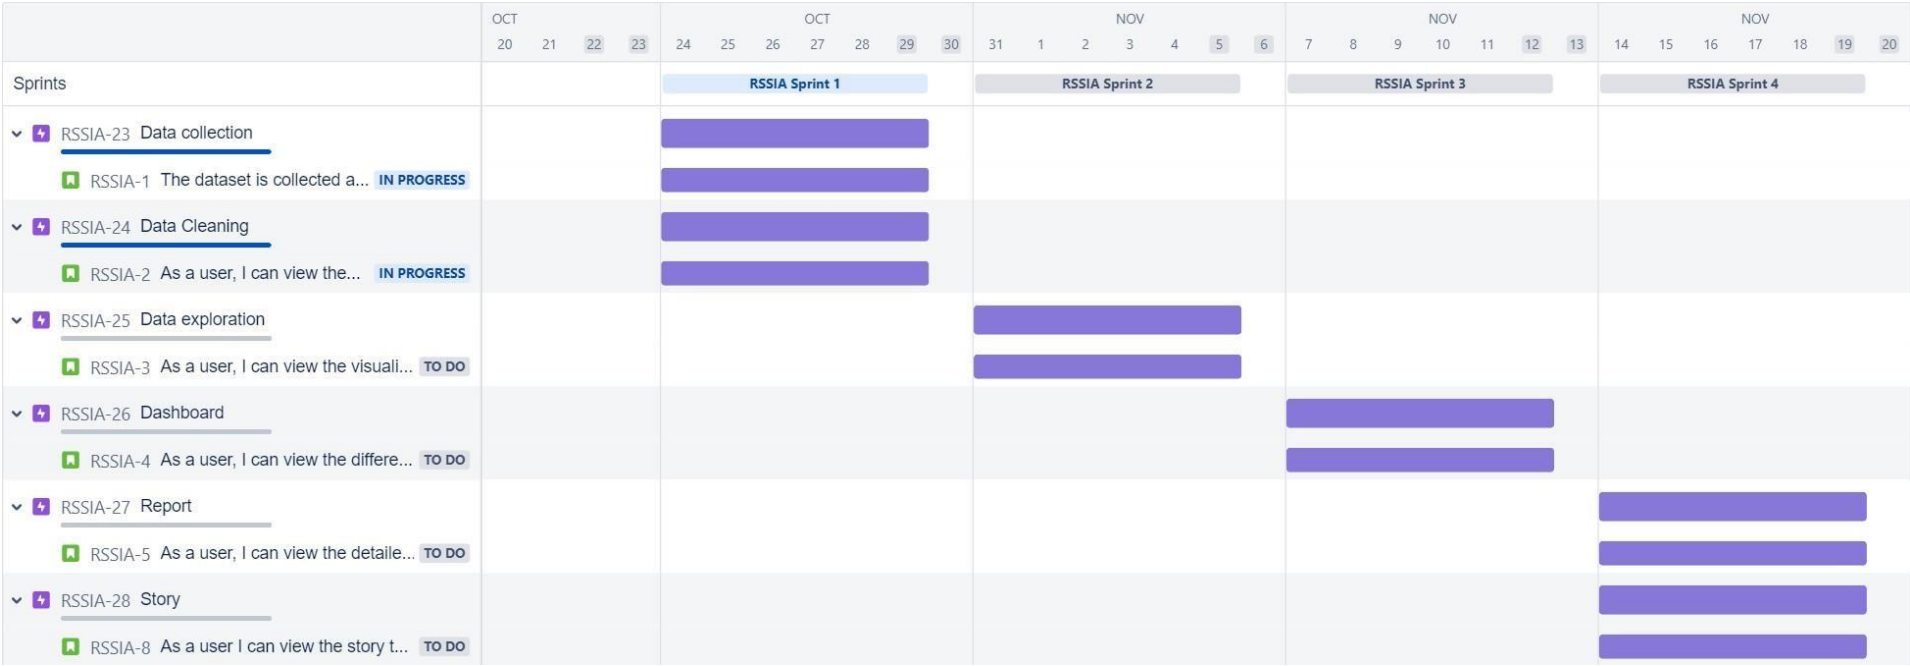 OCT OCT NOV NOV NOV
20 21 22 23 24 25 26 27 28 29 30 31 1 2 3 4 5 6 7 8 9 10 11 12 13 14 15 16 17 18 19 20
Sprints RSSIA Sprint 1 RSSIA Sprint 2 RSSIA Sprint 3 RSSIA Sprint 4
RSSIA-23 Data collection
RSSIA-1 The dataset is collected a... IN PROGRESS
RSSIA-24 Data Cleaning
RSSIA-2 As a user, I can view the... IN PROGRESS
RSSIA-25 Data exploration
RSSIA-3 As a user, I can view the visuali... TO DO
RSSIA-26 Dashboard
RSSIA-4 As a user, I can view the differe... TO DO
RSSIA-27 Report
RSSIA-5 As a user, I can view the detaile... TO DO
RSSIA-28 Story
RSSIA-8 As a user I can view the story t... TO DO